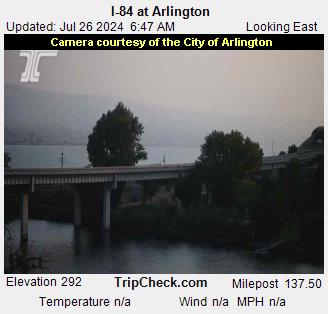 I-84 at Arlington
Updated: Jul 26 2024 6:47 AM Looking East
Camera courtesy of the City of Arlington
Elevation 292 TripCheck.com Milepost 137.50
Temperature n/a Wind n/a MPH n/a